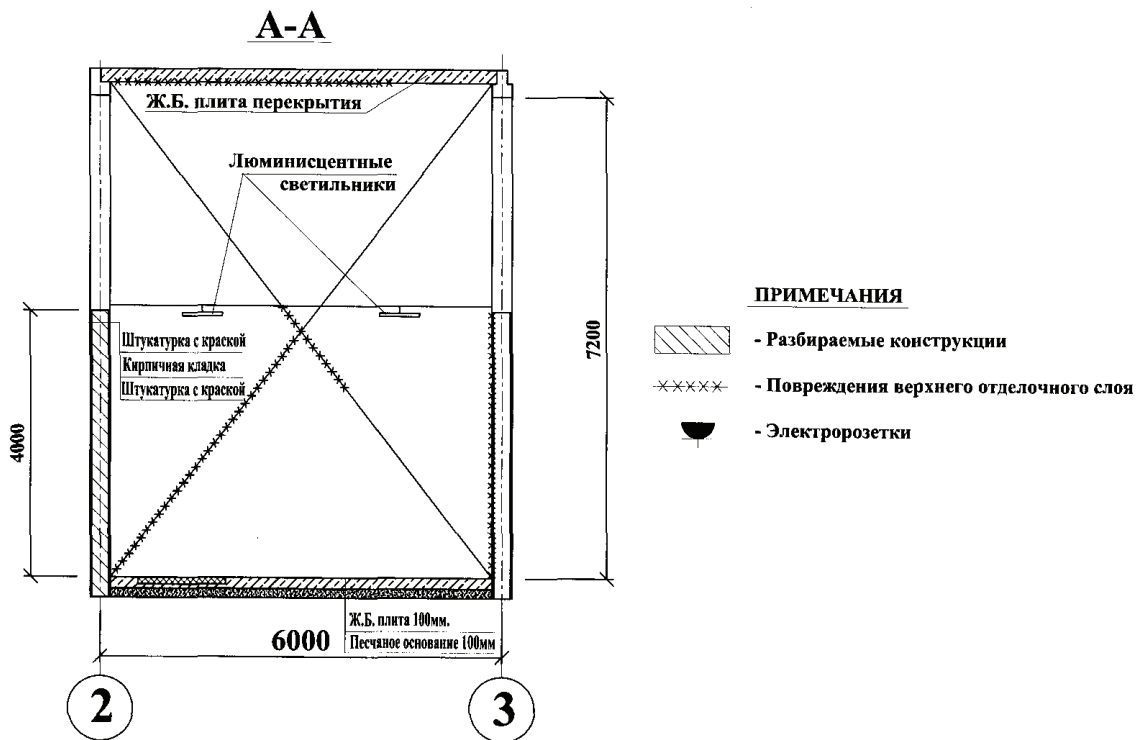 А-А
Ж.Б. плита перекрытия
Люминисцентные
светильники
Штукатурка с краской
Кирпичная кладка
Штукатурка с краской
4000
7200
ПРИМЕЧАНИЯ
- Разбираемые конструкции
- Повреждения верхнего отделочного слоя
- Электророзетки
Ж.Б. плита 100мм.
Песчаное основание 100мм
6000
2
3